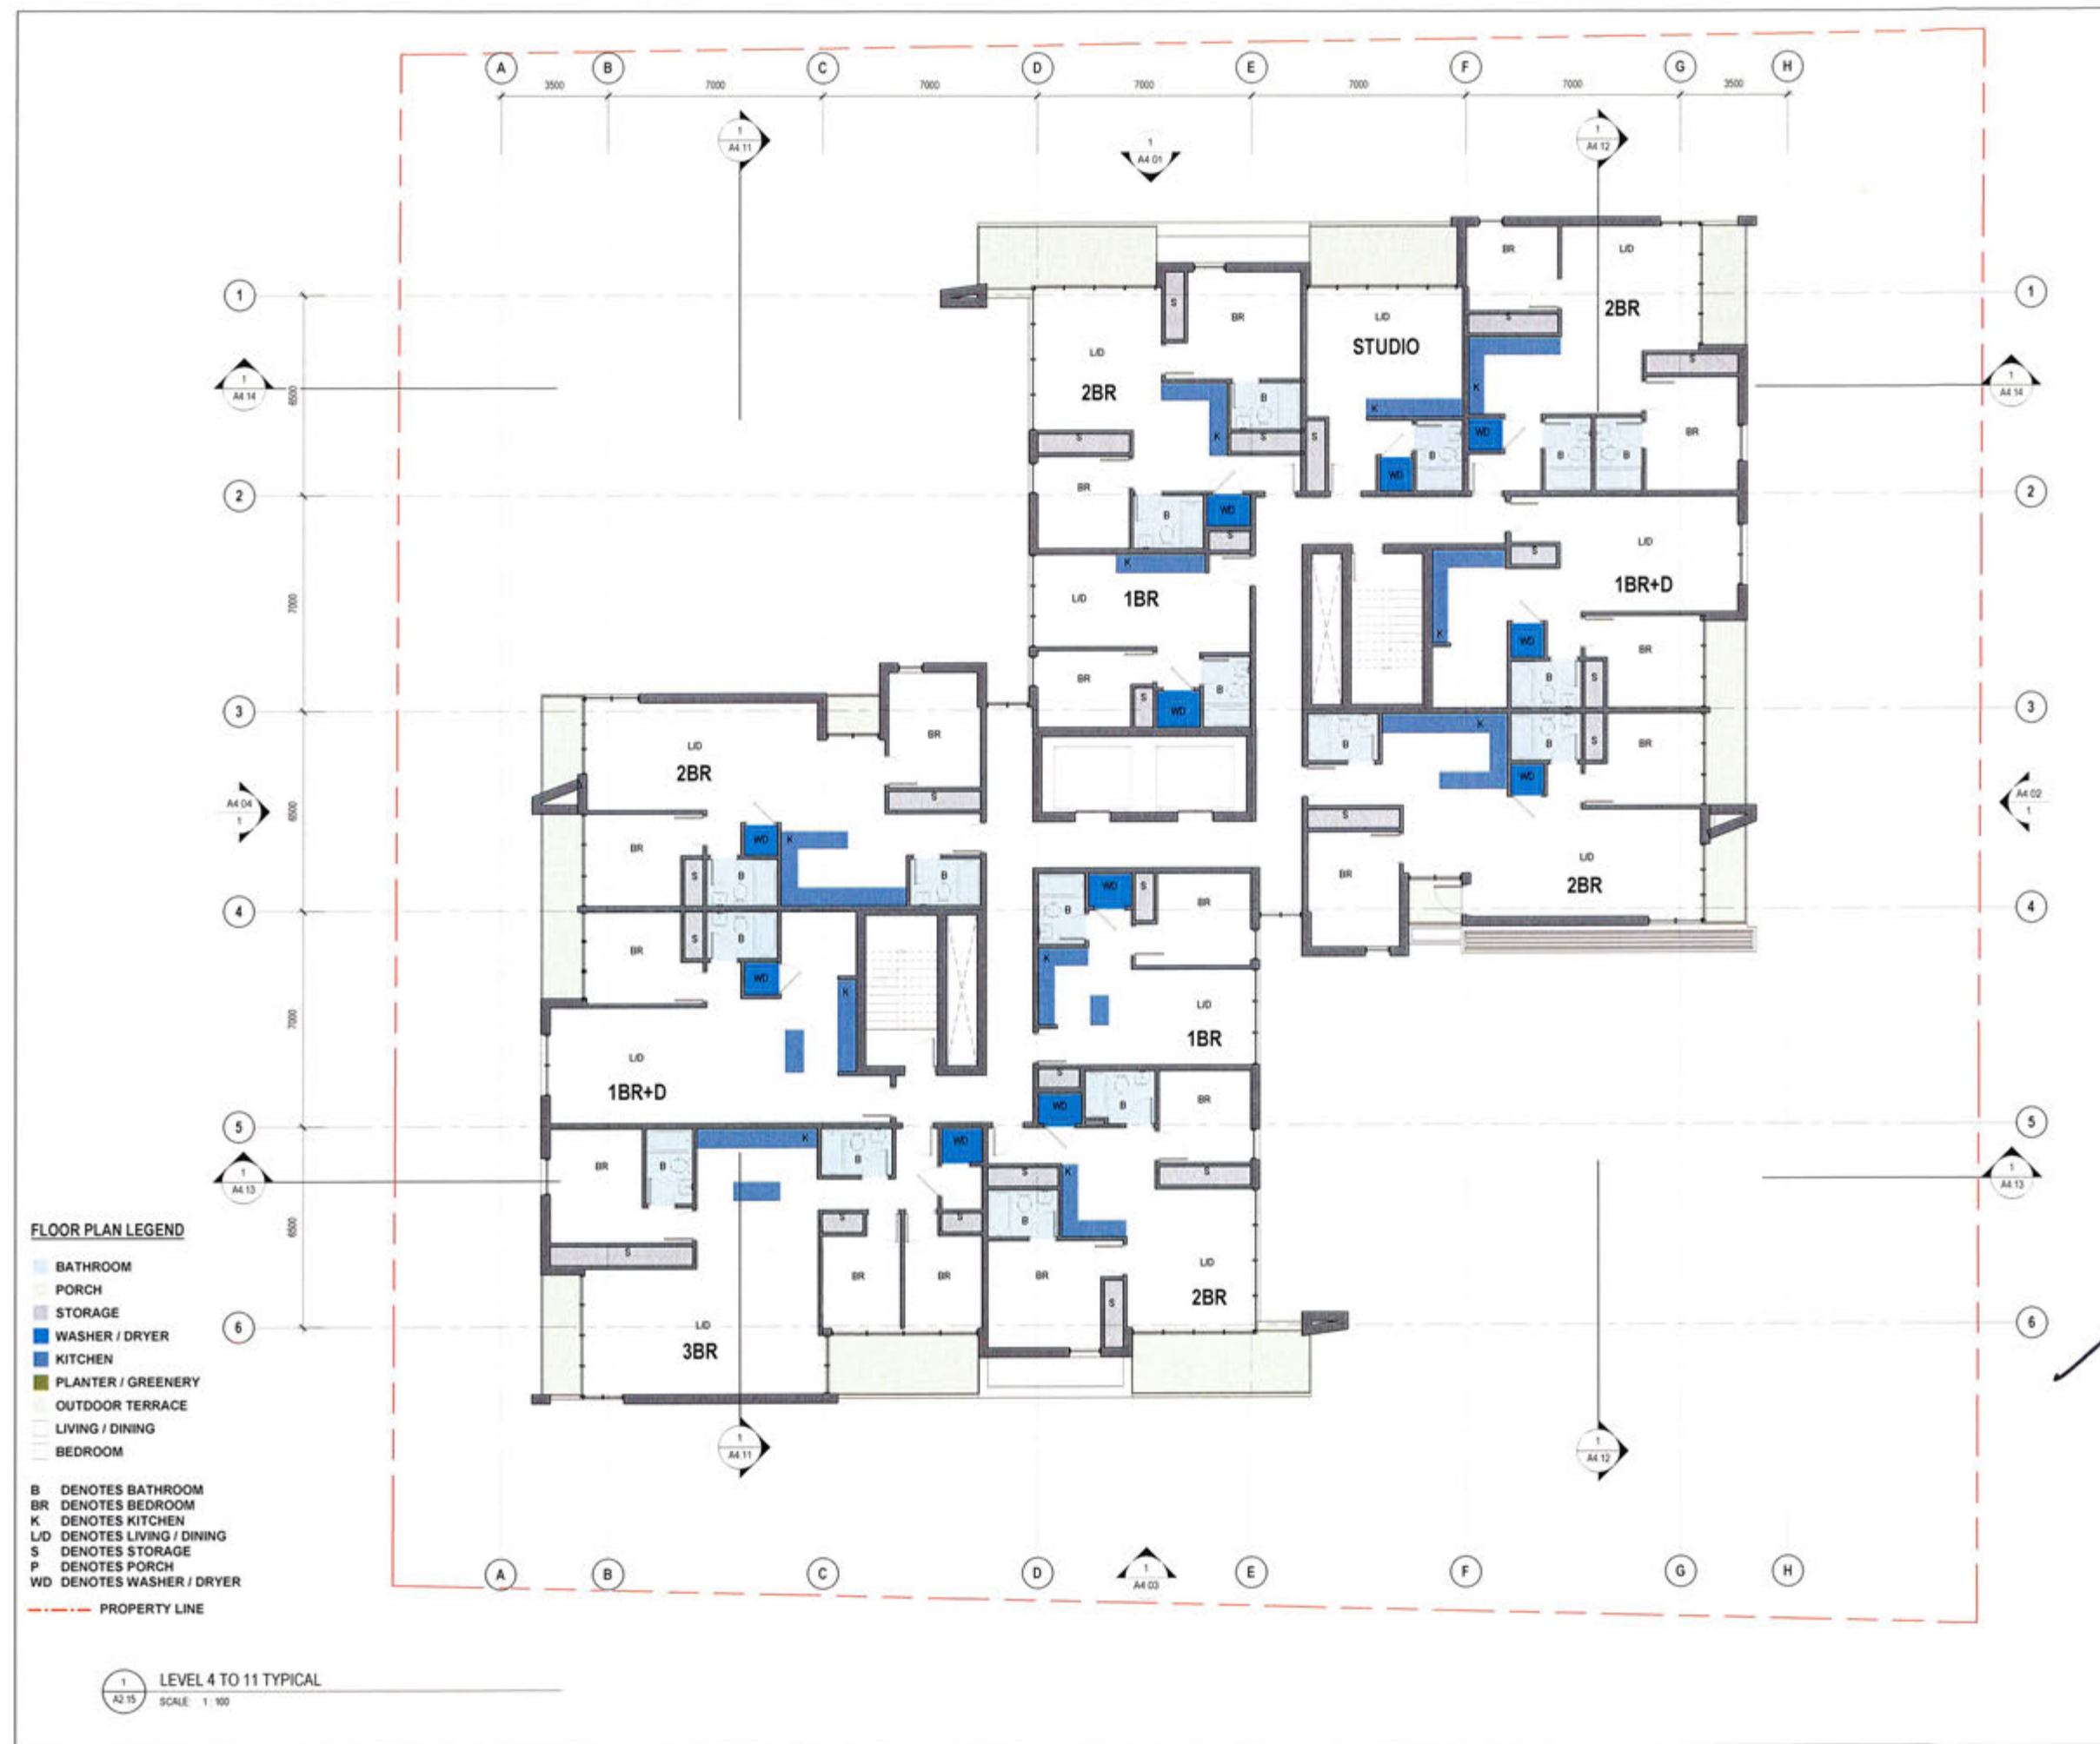 A B C D E F G H
3500 7000 7000 7000 7000 7000 3500
1 A4.11
1 A4.01
1 A4.12
BR L/D
1 S BR L/D S 2BR 1
L/D STUDIO
L/D S
1 A4.14 2BR K 1 A4.14
6500 B K BR
S K S S WD B B B
BR WD
2 2
B WD L/D
S S
K
7000 L/D 1BR 1BR+D
K WD BR
BR B B S
S WD
3 K 3
BR B B S BR
L/D
2BR WD
A4.04 1 S A4.02 1
6500 S
WD K L/D
BR BR 2BR
S B B WD S BR
B
4 4
S B
BR K
WD
K L/D
7000 1BR
L/D
1BR+D S BR
WD B
5 5
K WD
BR B B S K S
1 A4.13 1 A4.13
B
6500 S S S L/D
BR BR BR 2BR
S
L/D
6 3BR 6
1 A4.11
1 A4.12
A B C D E F G H
1 A4.03
FLOOR PLAN LEGEND
BATHROOM
PORCH
STORAGE
WASHER / DRYER
KITCHEN
PLANTER / GREENERY
OUTDOOR TERRACE
LIVING / DINING
BEDROOM
B DENOTES BATHROOM
BR DENOTES BEDROOM
K DENOTES KITCHEN
L/D DENOTES LIVING / DINING
S DENOTES STORAGE
P DENOTES PORCH
WD DENOTES WASHER / DRYER
PROPERTY LINE
1 A2.15
LEVEL 4 TO 11 TYPICAL
SCALE: 1 : 100